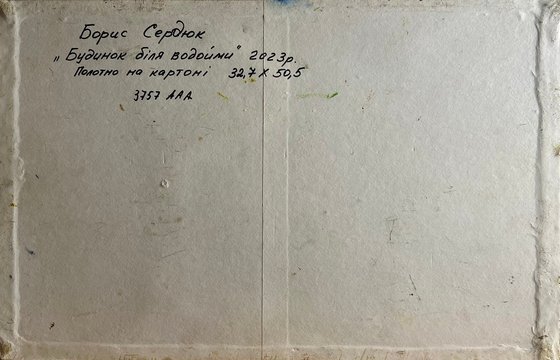 Борис Сердюк
„Будинок біля водойми" 2023р.
Полотно на картоні 32,7 х 50,5
3757 ААА